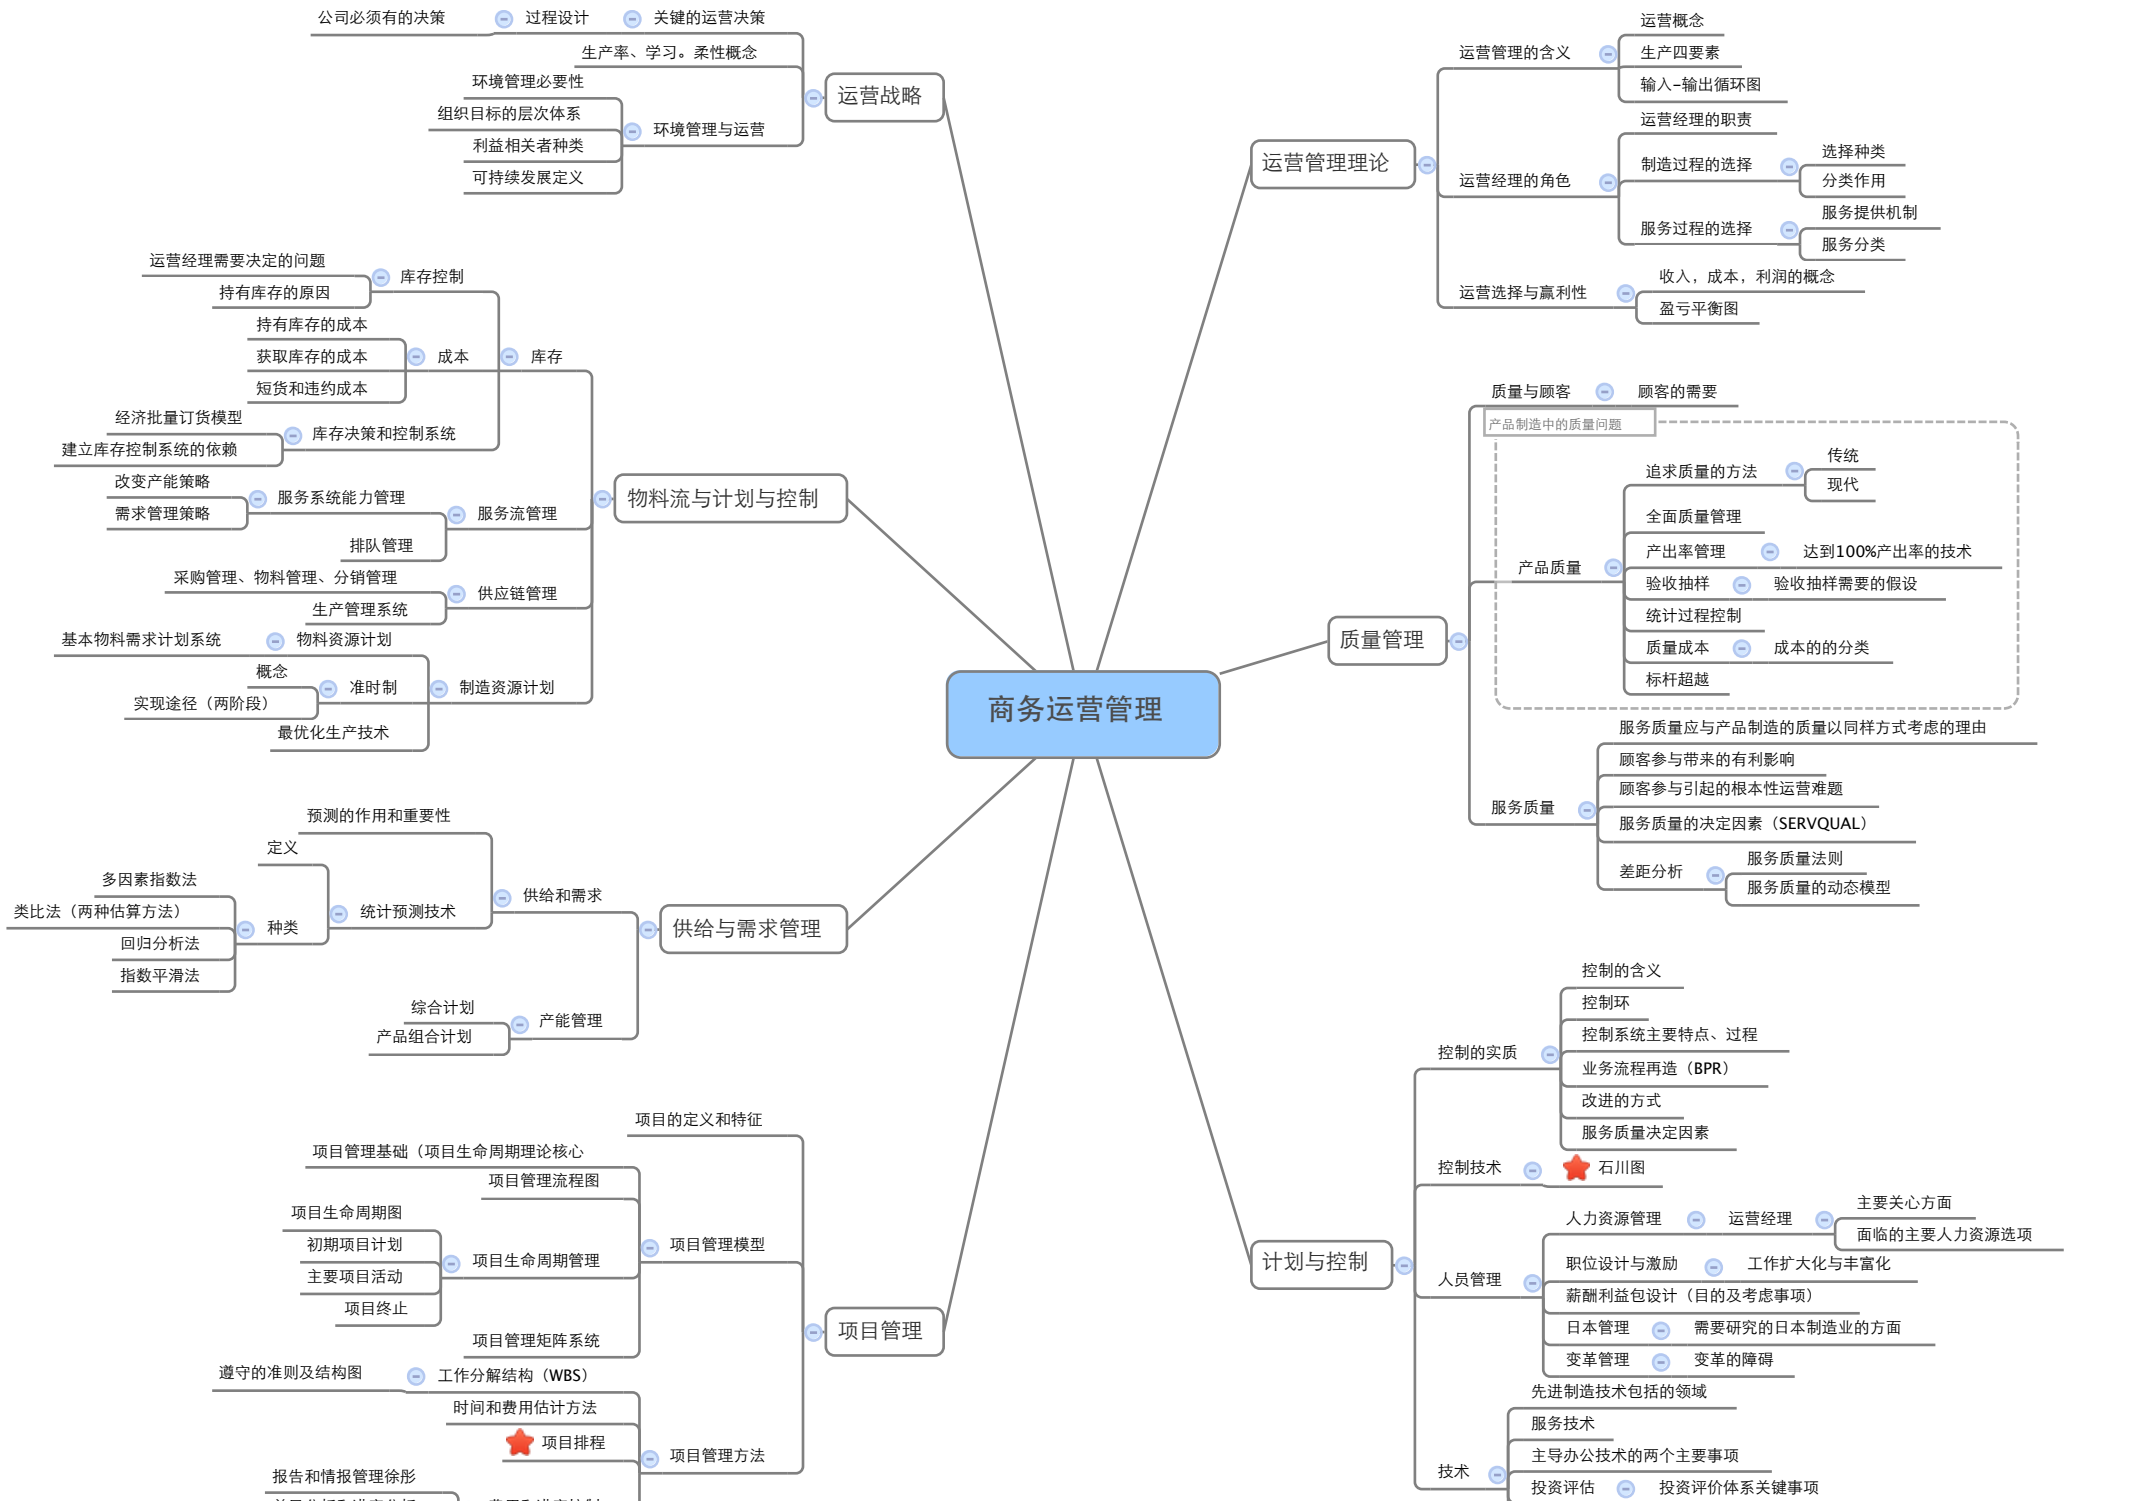 商务运营管理
运营管理理论
运营管理的含义
运营概念
生产四要素
输入-输出循环图
运营经理的角色
运营经理的职责
制造过程的选择
选择种类
分类作用
服务过程的选择
服务提供机制
服务分类
运营选择与赢利性
收入，成本，利润的概念
盈亏平衡图
质量管理
质量与顾客
顾客的需要
产品制造中的质量问题
产品质量
追求质量的方法
传统
现代
全面质量管理
产出率管理
达到100%产出率的技术
验收抽样
验收抽样需要的假设
统计过程控制
质量成本
成本的的分类
标杆超越
服务质量
服务质量应与产品制造的质量以同样方式考虑的理由
顾客参与带来的有利影响
顾客参与引起的根本性运营难题
服务质量的决定因素（SERVQUAL）
差距分析
服务质量法则
服务质量的动态模型
计划与控制
控制的实质
控制的含义
控制环
控制系统主要特点、过程
业务流程再造（BPR）
改进的方式
服务质量决定因素
控制技术
石川图
人员管理
人力资源管理
运营经理
主要关心方面
面临的主要人力资源选项
职位设计与激励
工作扩大化与丰富化
薪酬利益包设计（目的及考虑事项）
日本管理
需要研究的日本制造业的方面
变革管理
变革的障碍
技术
先进制造技术包括的领域
服务技术
主导办公技术的两个主要事项
投资评估
投资评价体系关键事项
运营战略
关键的运营决策
过程设计
公司必须有的决策
生产率、学习。柔性概念
环境管理与运营
环境管理必要性
组织目标的层次体系
利益相关者种类
可持续发展定义
物料流与计划与控制
库存
库存控制
运营经理需要决定的问题
持有库存的原因
成本
持有库存的成本
获取库存的成本
短货和违约成本
库存决策和控制系统
经济批量订货模型
建立库存控制系统的依赖
服务流管理
服务系统能力管理
改变产能策略
需求管理策略
排队管理
供应链管理
采购管理、物料管理、分销管理
生产管理系统
制造资源计划
物料资源计划
基本物料需求计划系统
准时制
概念
实现途径（两阶段）
最优化生产技术
供给与需求管理
供给和需求
预测的作用和重要性
统计预测技术
定义
种类
多因素指数法
类比法（两种估算方法）
回归分析法
指数平滑法
产能管理
综合计划
产品组合计划
项目管理
项目的定义和特征
项目管理模型
项目管理基础（项目生命周期理论核心
项目管理流程图
项目生命周期管理
项目生命周期图
初期项目计划
主要项目活动
项目终止
项目管理矩阵系统
项目管理方法
工作分解结构（WBS）
遵守的准则及结构图
时间和费用估计方法
项目排程
报告和情报管理徐彤